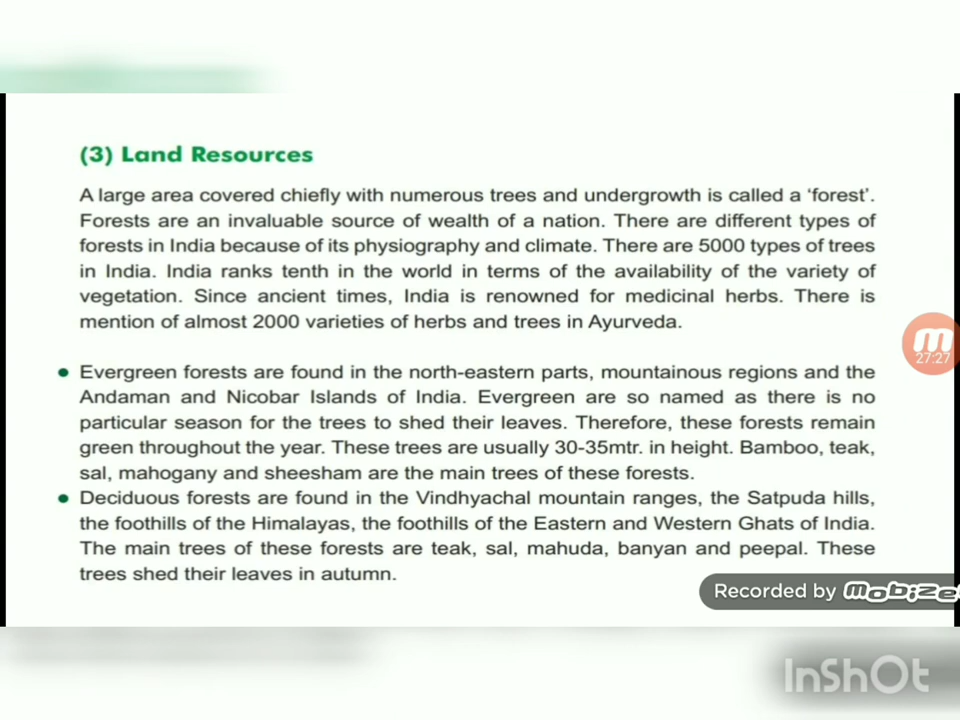 (3) Land Resources
A large area covered chiefly with numerous trees and undergrowth is called a 'forest'.
Forests are an invaluable source of wealth of a nation. There are different types of
forests in India because of its physiography and climate. There are 5000 types of trees
in India. India ranks tenth in the world in terms of the availability of the variety of
vegetation. Since ancient times, India is renowned for medicinal herbs. There is
mention of almost 2000 varieties of herbs and trees in Ayurveda.
27:27
• Evergreen forests are found in the north-eastern parts, mountainous regions and the
Andaman and Nicobar Islands of India. Evergreen are so named as there is no
particular season for the trees to shed their leaves. Therefore, these forests remain
green throughout the year. These trees are usually 30-35mtr. in height. Bamboo, teak,
sal, mahogany and sheesham are the main trees of these forests.
• Deciduous forests are found in the Vindhyachal mountain ranges, the Satpuda hills,
the foothills of the Himalayas, the foothills of the Eastern and Western Ghats of India.
The main trees of these forests are teak, sal, mahuda, banyan and peepal. These
trees shed their leaves in autumn.
Recorded by mobize
InShOt